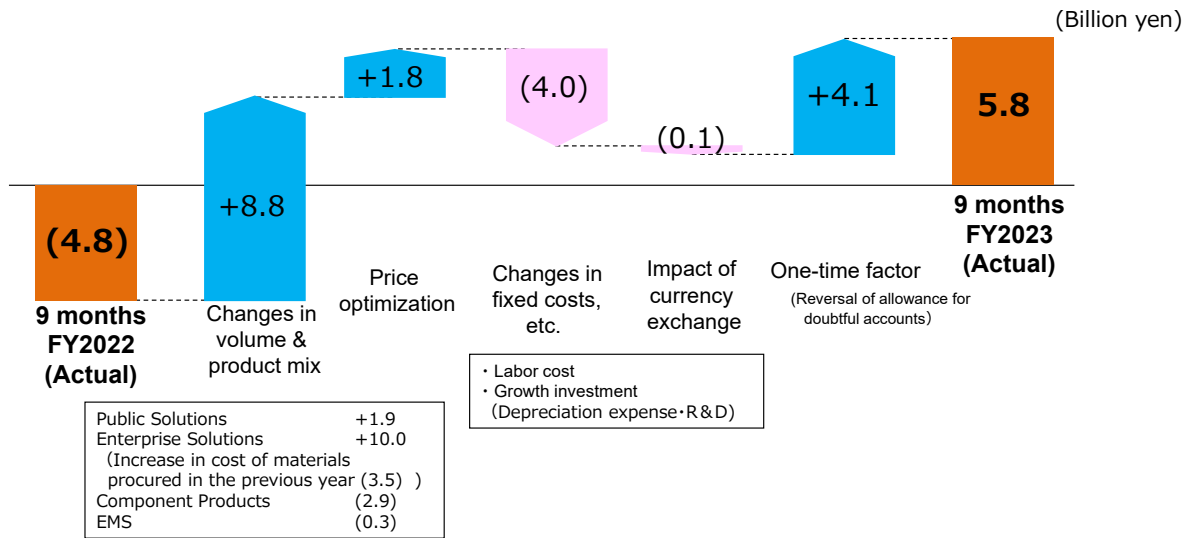 (Billion yen)
+1.8
(4.0)
+4.1
5.8
(0.1)
(4.8)
+8.8
9 months
FY2022
(Actual)
Changes in
volume &
product mix
Price
optimization
Changes in
fixed costs,
etc.
Impact of
currency
exchange
One-time factor
(Reversal of allowance for
doubtful accounts)
9 months
FY2023
(Actual)
・Labor cost
・Growth investment
(Depreciation expense・R&D)
Public Solutions +1.9
Enterprise Solutions +10.0
(Increase in cost of materials
procured in the previous year (3.5) )
Component Products (2.9)
EMS (0.3)